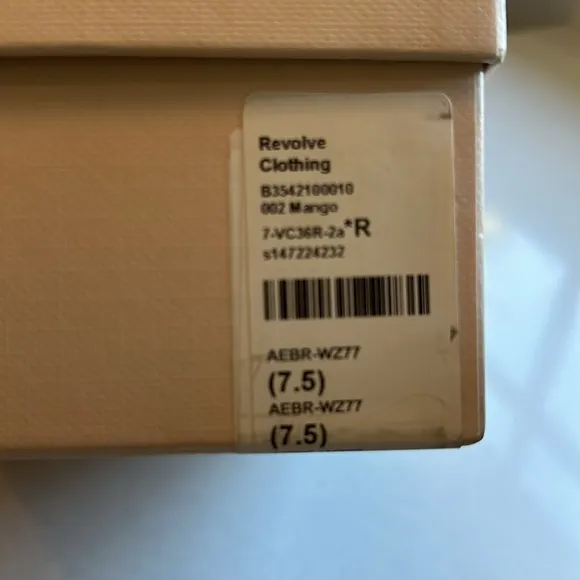 Revolve
Clothing
B3542100010
002 Mango
7-VC36R-2a*R
s147224232
AEBR-WZ77
(7.5)
AEBR-WZ77
(7.5)